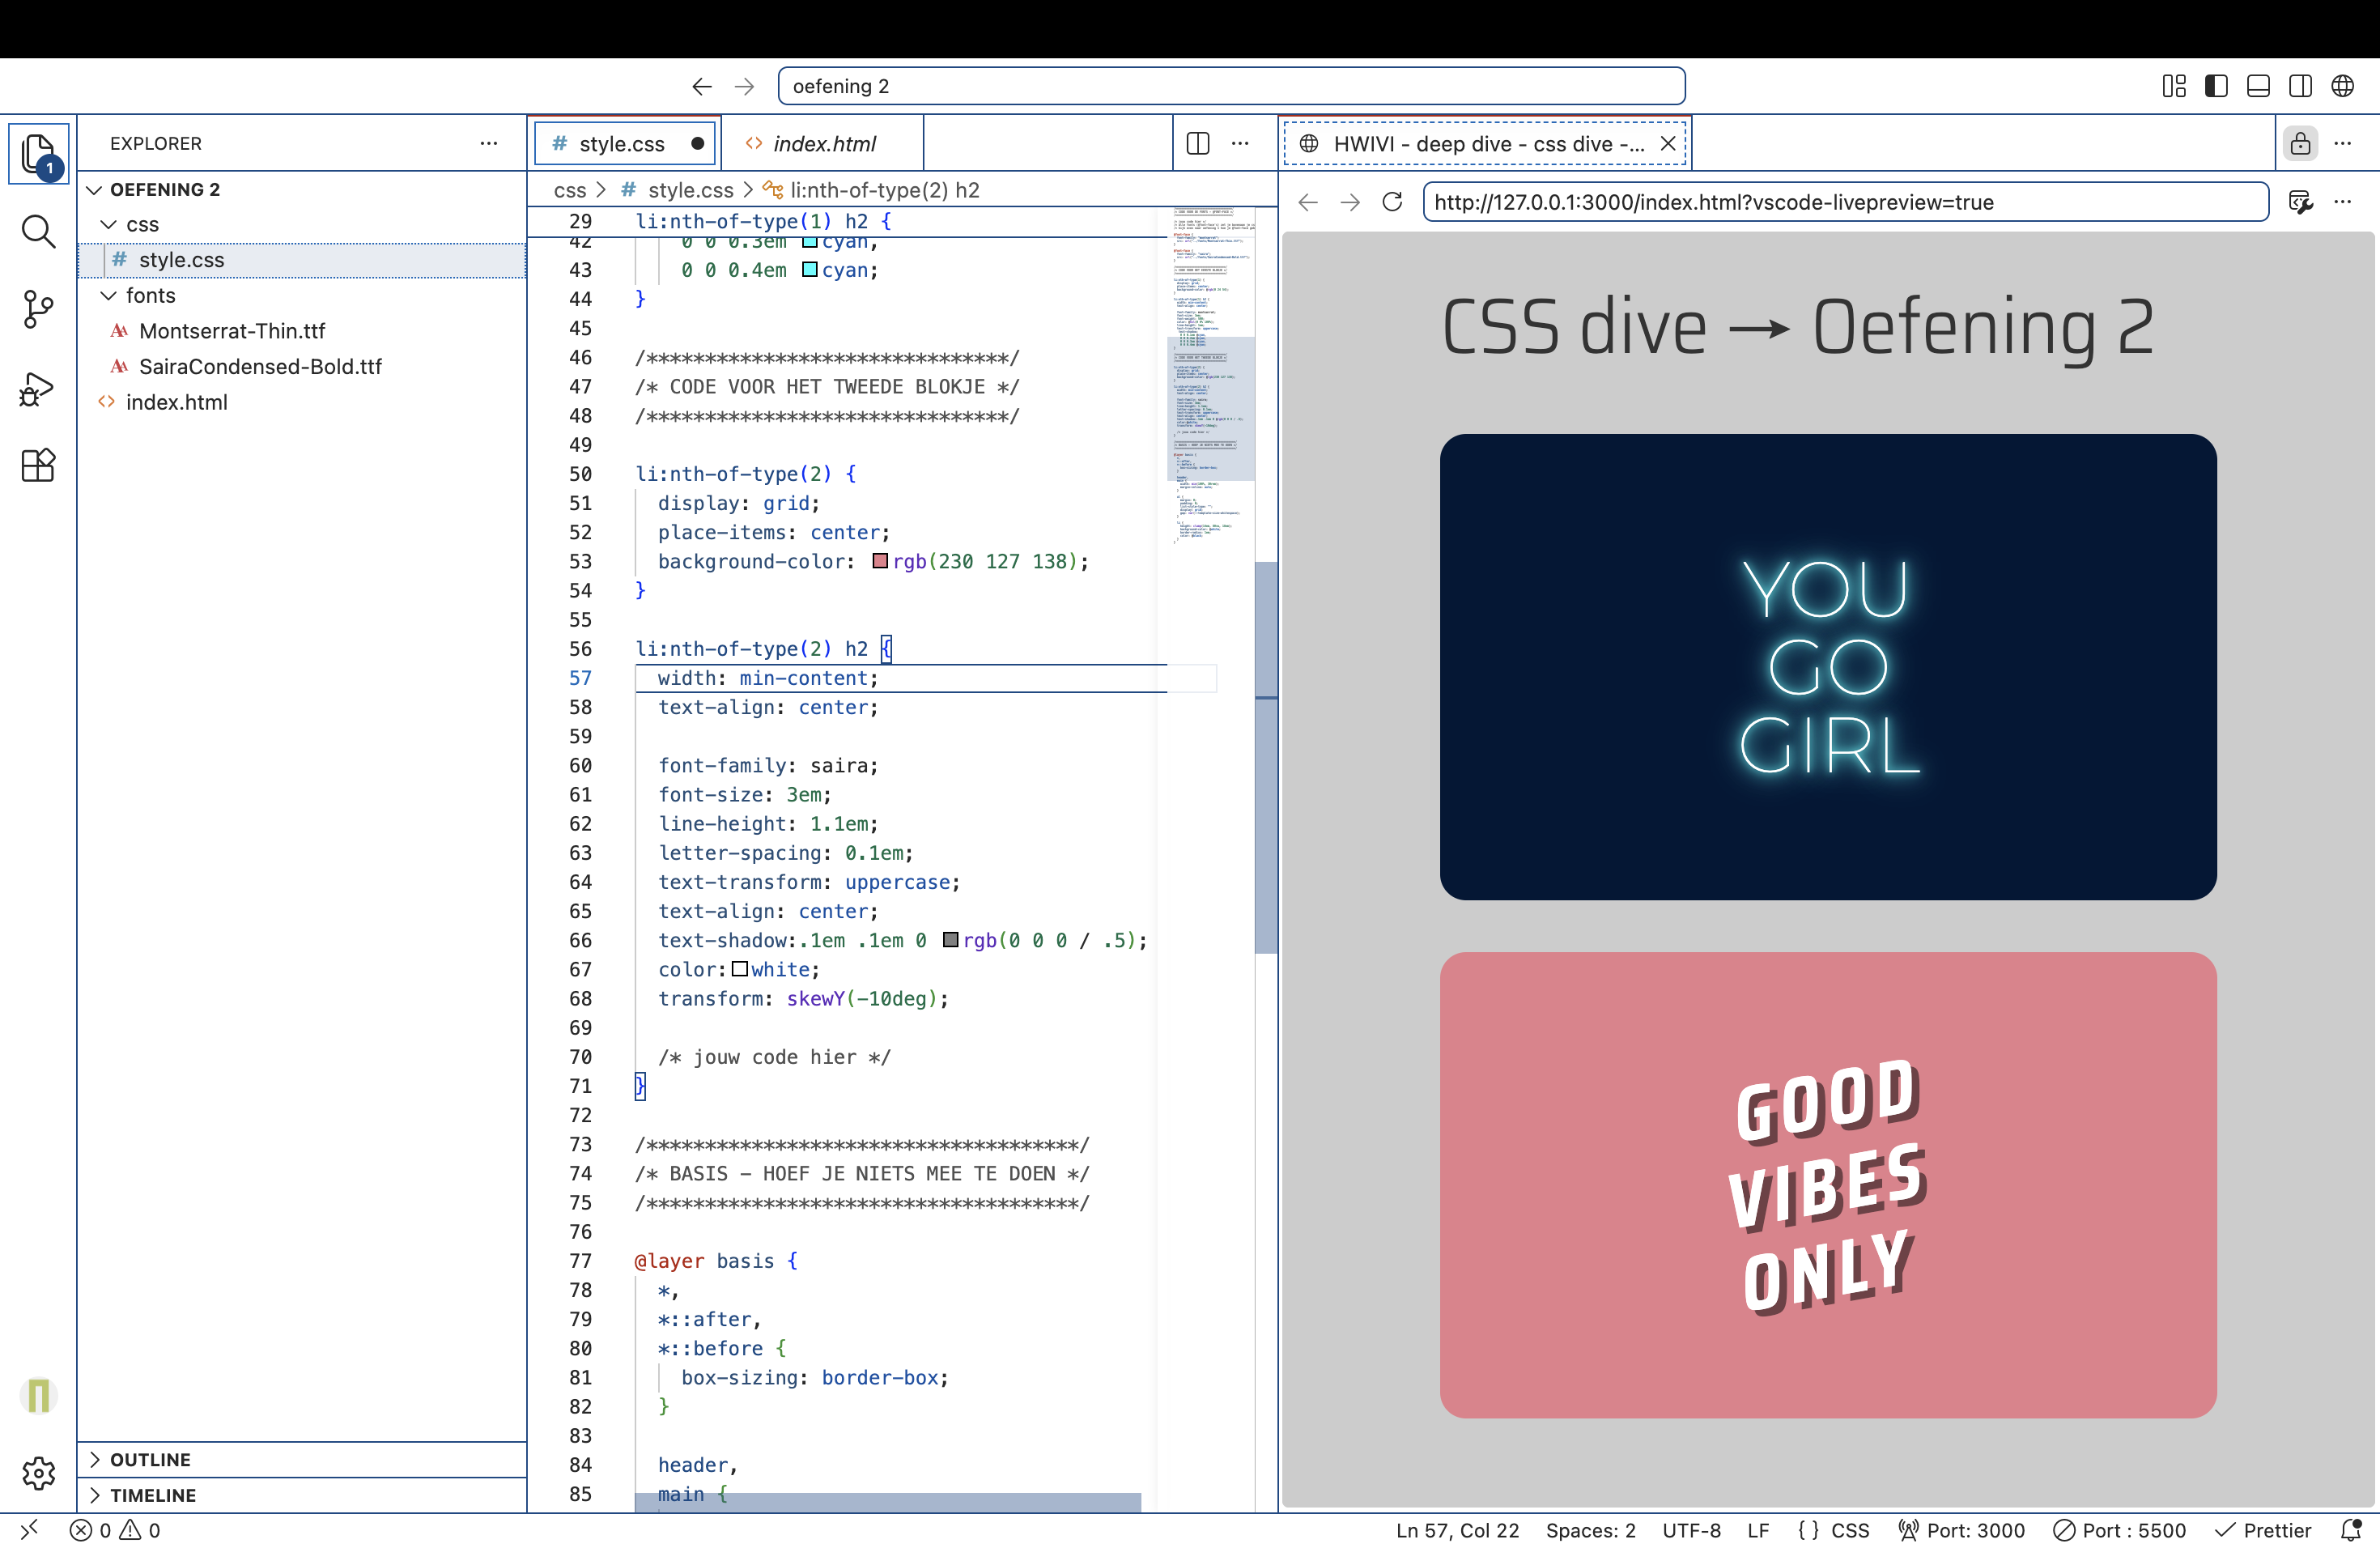 oefening 2
EXPLORER
1
OEFENING 2
css
# style.css
fonts
Montserrat-Thin.ttf
SairaCondensed-Bold.ttf
<> index.html
OUTLINE
TIMELINE
# style.css
<> index.html
css > # style.css > li:nth-of-type(2) h2
29 li:nth-of-type(1) h2 {
42 0 0 0.3em cyan,
43 0 0 0.4em cyan;
44 }
45
46 /*******************************/
47 /* CODE VOOR HET TWEEDE BLOKJE */
48 /*******************************/
49
50 li:nth-of-type(2) {
51 display: grid;
52 place-items: center;
53 background-color: rgb(230 127 138);
54 }
55
56 li:nth-of-type(2) h2 {
57 width: min-content;
58 text-align: center;
59
60 font-family: saira;
61 font-size: 3em;
62 line-height: 1.1em;
63 letter-spacing: 0.1em;
64 text-transform: uppercase;
65 text-align: center;
66 text-shadow:.1em .1em 0 rgb(0 0 0 / .5);
67 color:white;
68 transform: skewY(-10deg);
69
70 /* jouw code hier */
71 }
72
73 /*************************************/
74 /* BASIS – HOEF JE NIETS MEE TE DOEN */
75 /*************************************/
76
77 @layer basis {
78 *,
79 *::after,
80 *::before {
81 box-sizing: border-box;
82 }
83
84 header,
85 main {
HWIVI - deep dive - css dive -...
http://127.0.0.1:3000/index.html?vscode-livepreview=true
CSS dive → Oefening 2
YOU
GO
GIRL
GOOD
VIBES
ONLY
0 0
Ln 57, Col 22 Spaces: 2 UTF-8 LF { } CSS Port: 3000 Port : 5500 Prettier